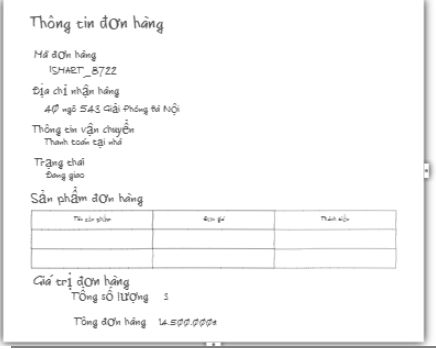 Thông tin đơn hàng
Mã đơn hàng
ISMART_8722
Địa chỉ nhận hàng
40 ngõ 543 Giải Phóng Hà Nội
Thông tin vận chuyển
Thanh toán tại nhà
Trạng thái
Đang giao
Sản phẩm đơn hàng
Tên sản phẩm Đơn giá Thành tiền
Giá trị đơn hàng
Tổng số lượng 5
Tổng đơn hàng 14.500.000đ